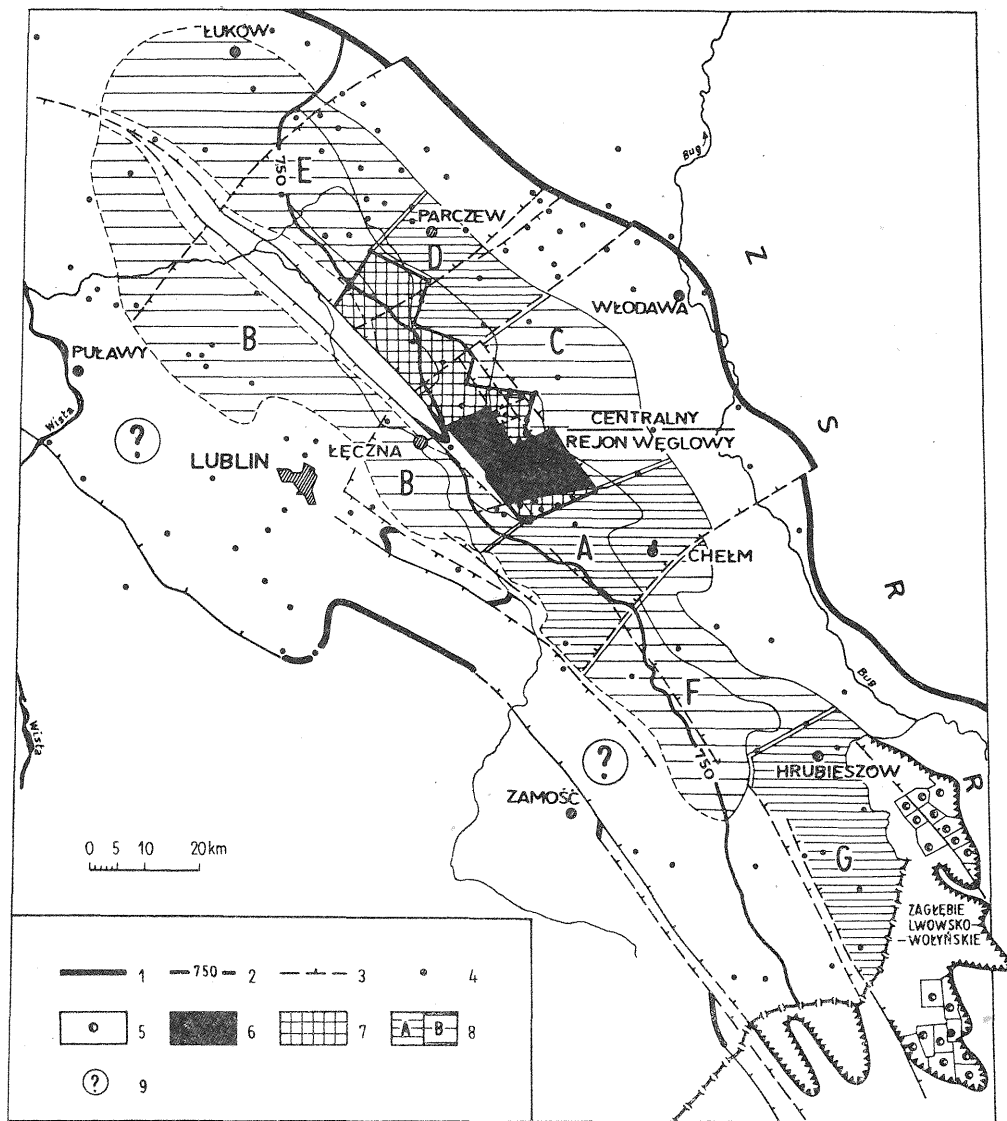 ŁUKÓW
750
E
Bug
PARCZEW
D
Z
WŁODAWA
B
C
PUŁAWY
Wisła
CENTRALNY
REJON WĘGLOWY
?
ŁĘCZNA
S
LUBLIN
B
A
CHEŁM
R
Bug
F
Wisła
?
750
HRUBIESZÓW
R
ZAMOŚĆ
0 5 10 20km
G
ZAGŁĘBIE
LWOWSKO-
-WOŁYŃSKIE
1 750 2 3 4
5 6 7 A B 8
? 9